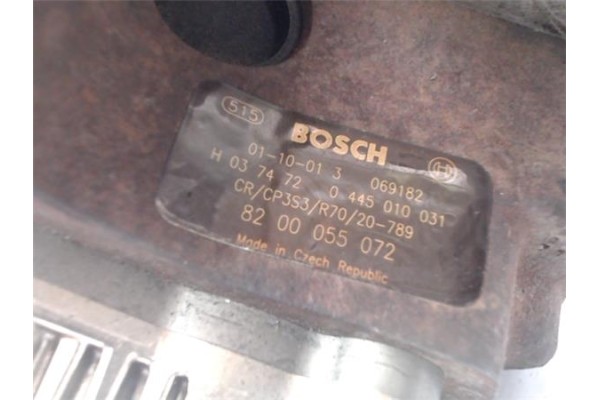 515
BOSCH
01-10-01 3 069182
H 03 74 72 0 445 010 031
CR/CP3S3/R70/20-789
82 00 055 072
Made in Czech Republic